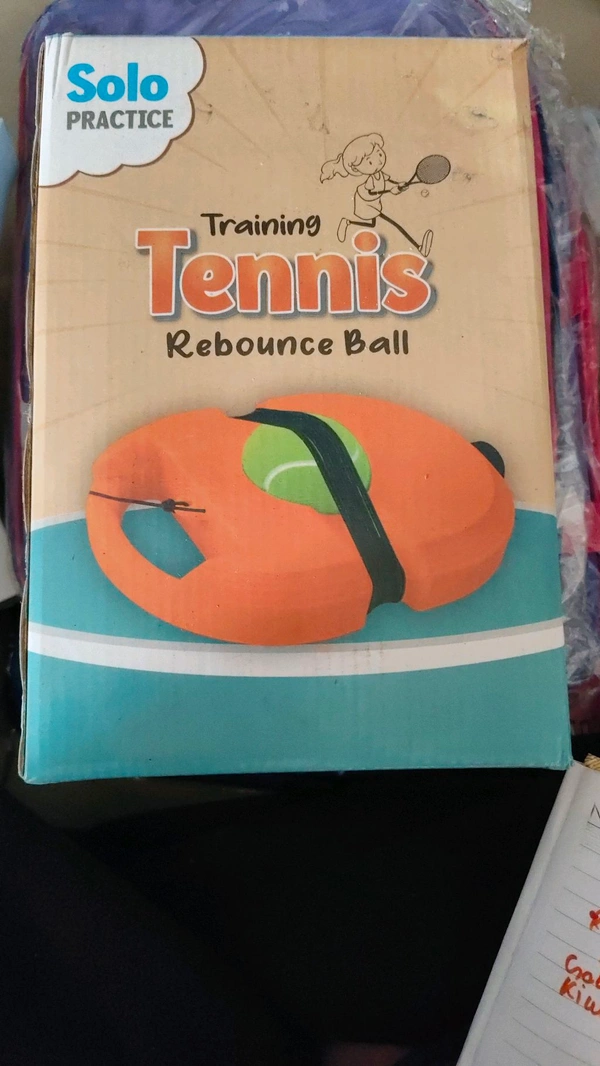 Solo
PRACTICE
Training
Tennis
Rebounce Ball